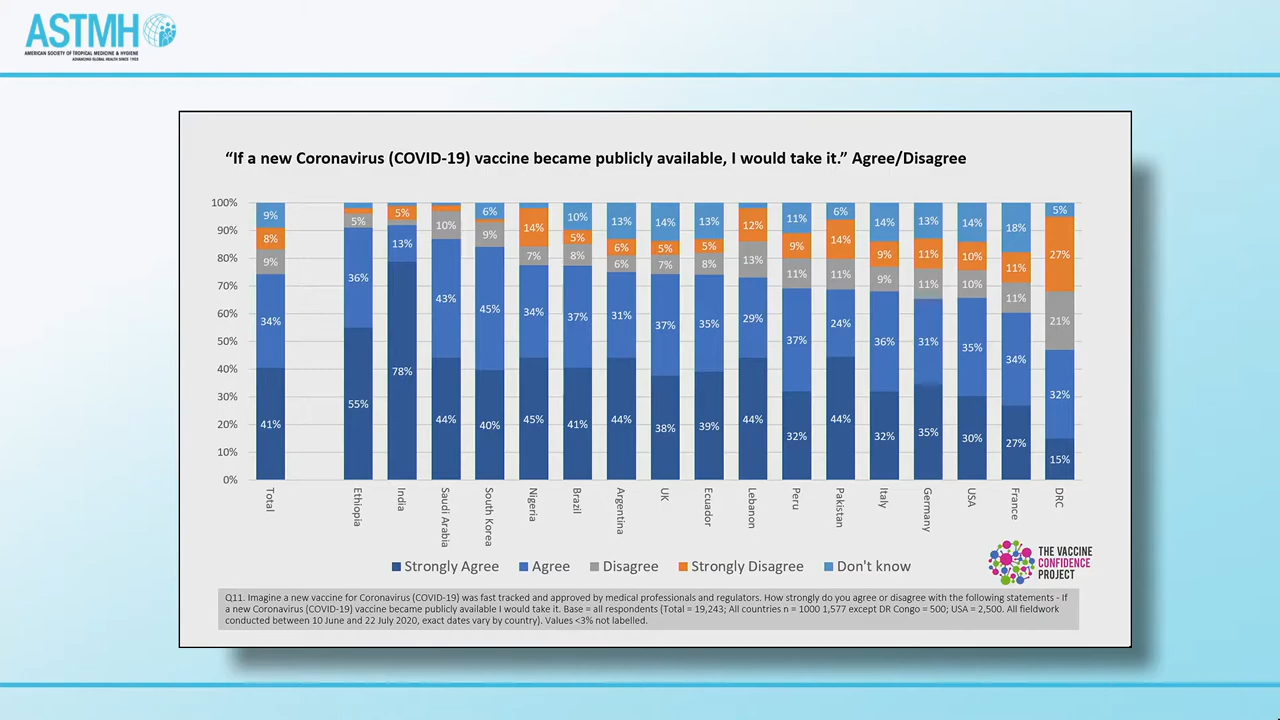 ASTMH
AMERICAN SOCIETY OF TROPICAL MEDICINE & HYGIENE
ADVANCING GLOBAL HEALTH SINCE 1903
“If a new Coronavirus (COVID-19) vaccine became publicly available, I would take it.” Agree/Disagree
100%
90%
80%
70%
60%
50%
40%
30%
20%
10%
0%
9%
8%
9%
34%
41%
5%
36%
55%
5%
13%
78%
10%
43%
44%
6%
9%
45%
40%
14%
7%
34%
45%
10%
5%
8%
37%
41%
13%
6%
6%
31%
44%
14%
5%
7%
37%
38%
13%
5%
8%
35%
39%
12%
13%
29%
44%
11%
9%
11%
37%
32%
6%
14%
11%
24%
44%
14%
9%
9%
36%
32%
13%
11%
11%
31%
35%
14%
10%
10%
35%
30%
18%
11%
11%
34%
27%
5%
27%
21%
32%
15%
Total
Ethiopia
India
Saudi Arabia
South Korea
Nigeria
Brazil
Argentina
UK
Ecuador
Lebanon
Peru
Pakistan
Italy
Germany
USA
France
DRC
Strongly Agree
Agree
Disagree
Strongly Disagree
Don't know
THE VACCINE
CONFIDENCE
PROJECT
Q11. Imagine a new vaccine for Coronavirus (COVID-19) was fast tracked and approved by medical professionals and regulators. How strongly do you agree or disagree with the following statements - If
a new Coronavirus (COVID-19) vaccine became publicly available I would take it. Base = all respondents (Total = 19,243; All countries n = 1000 1,577 except DR Congo = 500; USA = 2,500. All fieldwork
conducted between 10 June and 22 July 2020, exact dates vary by country). Values <3% not labelled.